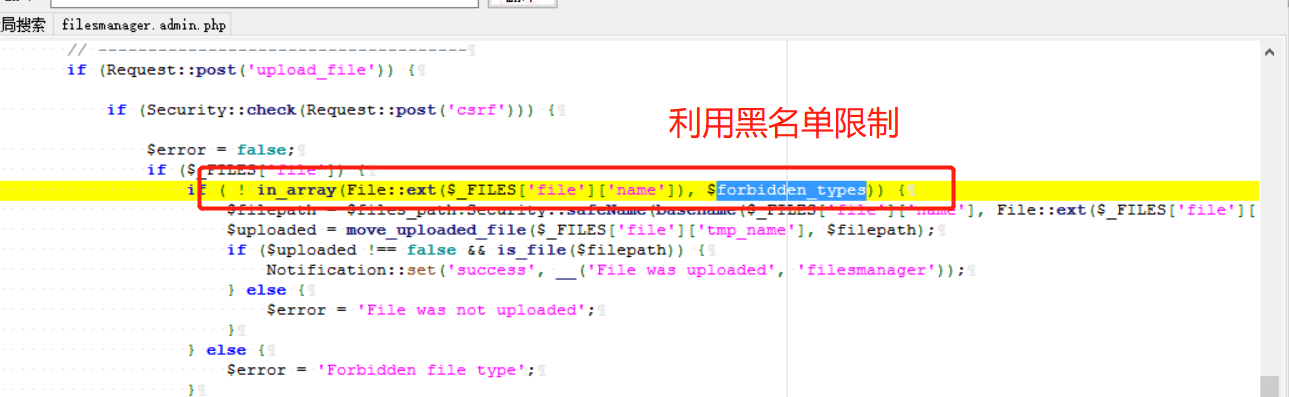 局搜索 filesmanager.admin.php
// -------------------------------------
if (Request::post('upload_file')) {
if (Security::check(Request::post('csrf'))) {
利用黑名单限制
$error = false;
if ($_FILES['file']) {
if ( ! in_array(File::ext($_FILES['file']['name']), $forbidden_types)) {
$filepath = $files_path.Security::safeName(basename($_FILES['file']['name'], File::ext($_FILES['file'][
$uploaded = move_uploaded_file($_FILES['file']['tmp_name'], $filepath);
if ($uploaded !== false && is_file($filepath)) {
Notification::set('success', __('File was uploaded', 'filesmanager'));
} else {
$error = 'File was not uploaded';
}
} else {
$error = 'Forbidden file type';
}